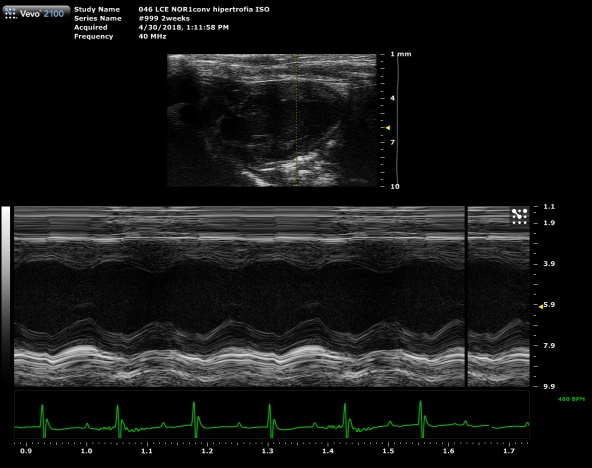 Vevo 2100
Study Name 046 LCE NOR1conv hipertrofia ISO
Series Name #999 2weeks
Acquired 4/30/2018, 1:11:58 PM
Frequency 40 MHz
1 mm
4
7
10
1.1
1.9
3.9
5.9
7.9
9.9
480 BPM
0.9 1.0 1.1 1.2 1.3 1.4 1.5 1.6 1.7